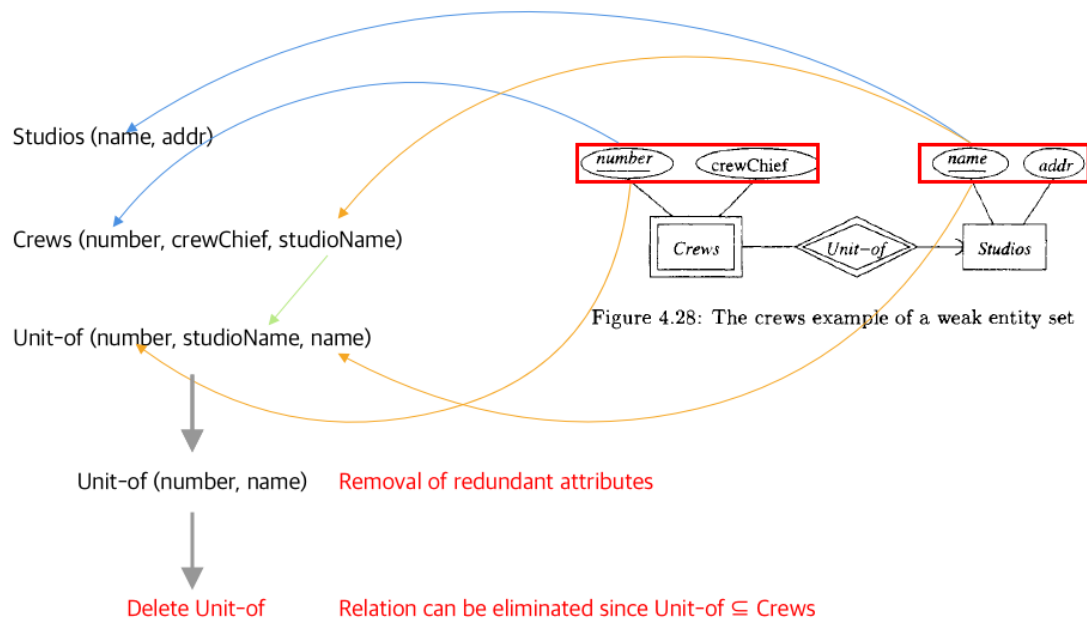 Studios (name, addr)
number
crewChief
name
addr
Crews (number, crewChief, studioName)
Crews
Unit-of
Studios
Figure 4.28: The crews example of a weak entity set
Unit-of (number, studioName, name)
Unit-of (number, name)
Removal of redundant attributes
Delete Unit-of
Relation can be eliminated since Unit-of ⊆ Crews